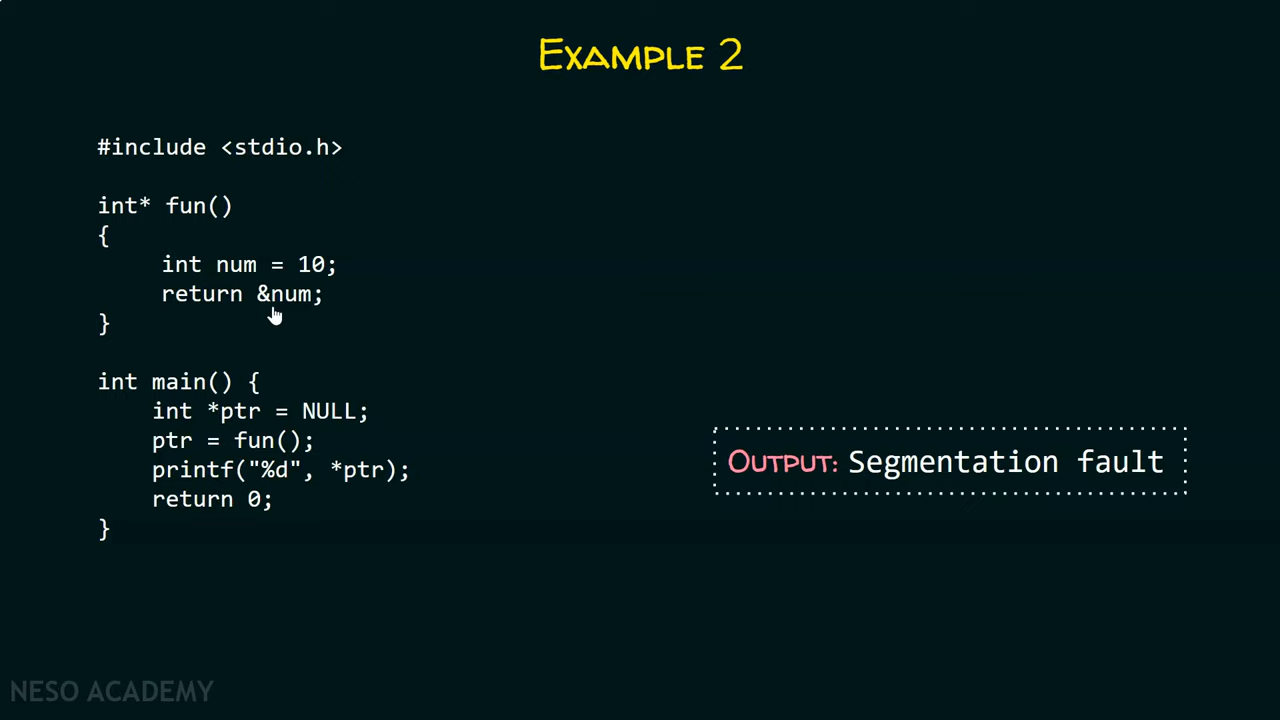 EXAMPLE 2
#include <stdio.h>
int* fun()
{
int num = 10;
return &num;
}
int main() {
int *ptr = NULL;
ptr = fun();
printf("%d", *ptr);
return 0;
}
OUTPUT: Segmentation fault
NESO ACADEMY